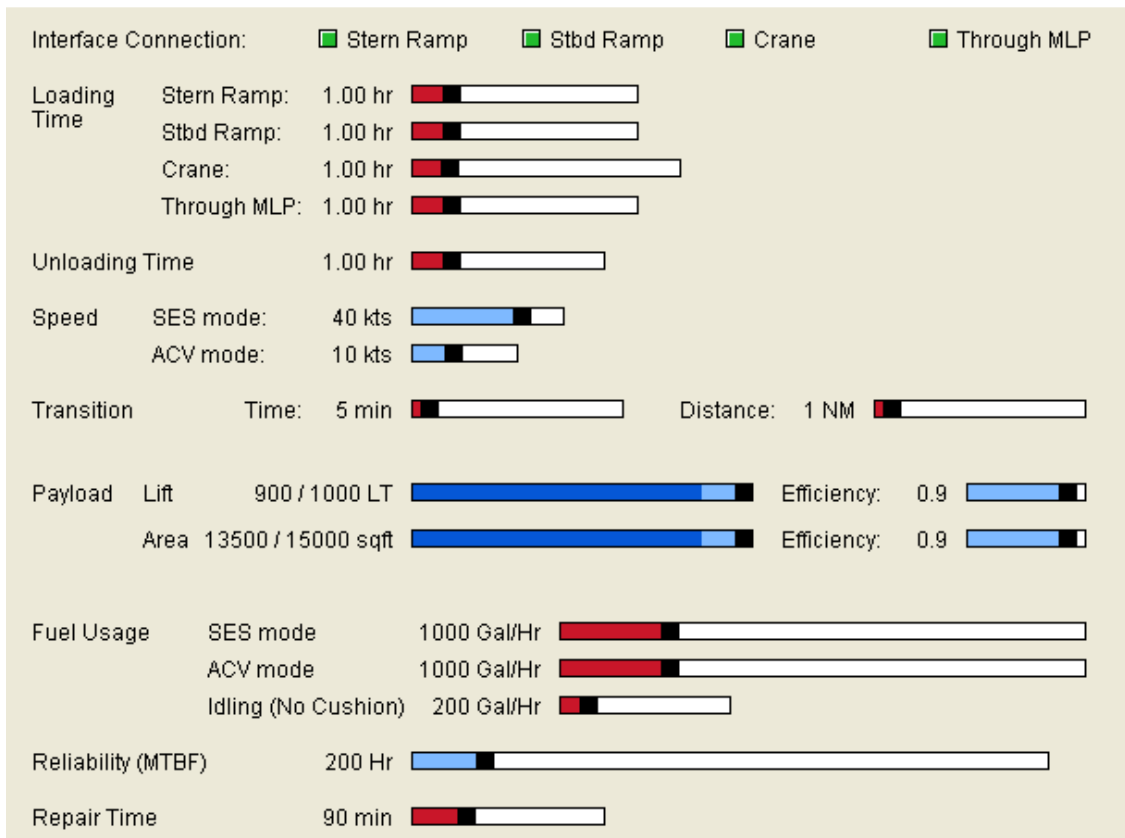 Interface Connection: Stern Ramp Stbd Ramp Crane Through MLP
Loading Time Stern Ramp: 1.00 hr
Stbd Ramp: 1.00 hr
Crane: 1.00 hr
Through MLP: 1.00 hr
Unloading Time 1.00 hr
Speed SES mode: 40 kts
ACV mode: 10 kts
Transition Time: 5 min Distance: 1 NM
Payload Lift 900 / 1000 LT Efficiency: 0.9
Area 13500 / 15000 sqft Efficiency: 0.9
Fuel Usage SES mode 1000 Gal/Hr
ACV mode 1000 Gal/Hr
Idling (No Cushion) 200 Gal/Hr
Reliability (MTBF) 200 Hr
Repair Time 90 min